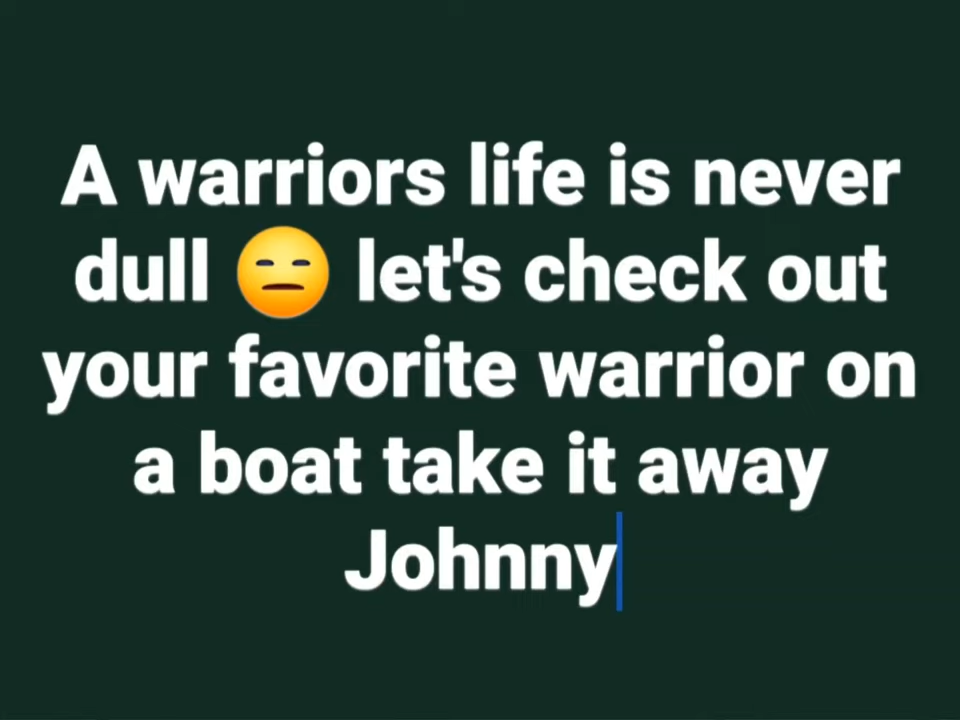 A warriors life is never
dull 😑 let's check out
your favorite warrior on
a boat take it away
Johnny